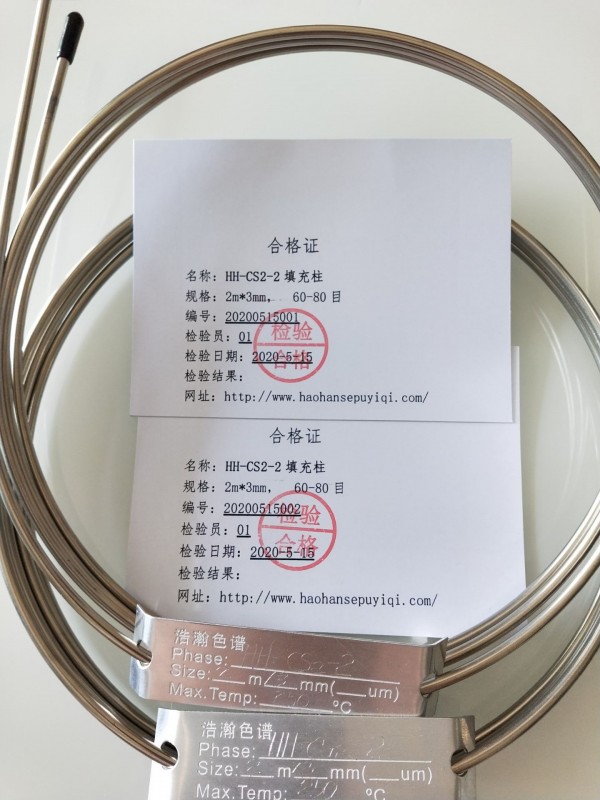 合格证
名称：HH-CS2-2 填充柱
规格：2m*3mm， 60-80 目
编号：20200515001
检验员：01
检验日期：2020-5-15
检验结果：
网址：http://www.haohansepuyiqi.com/
检验
合格
合格证
名称：HH-CS2-2 填充柱
规格：2m*3mm， 60-80 目
编号：20200515002
检验员：01
检验日期：2020-5-15
检验结果：
网址：http://www.haohansepuyiqi.com/
检验
合格
浩瀚色谱
Phase: HH-CS2-2
Size: m mm( um)
Max.Temp: ℃
浩瀚色谱
Phase: HH
Size: m mm( um)
Max.Temp: 250 ℃